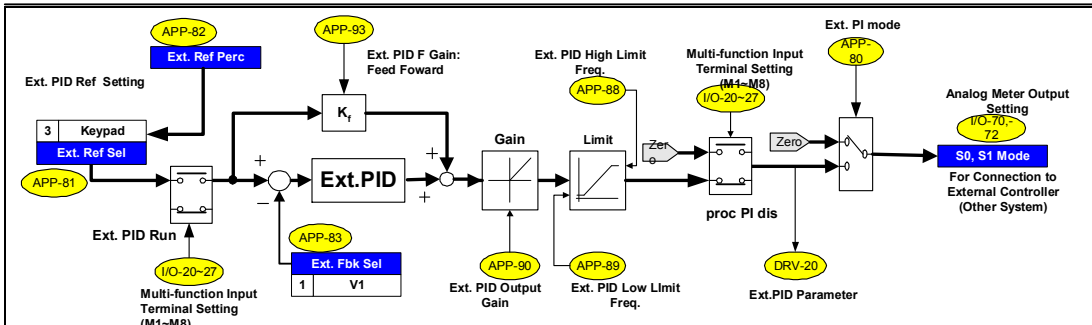 APP-82
Ext. Ref Perc
Ext. PID Ref Setting
3 Keypad
Ext. Ref Sel
APP-81
Ext. PID Run
I/O-20~27
Multi-function Input
Terminal Setting
(M1~M8)
APP-93
Ext. PID F Gain:
Feed Foward
Kf
+
−
Ext.PID
+
+
APP-83
Ext. Fbk Sel
1 V1
Gain
APP-90
Ext. PID Output
Gain
Ext. PID High Limit
Freq.
APP-88
Limit
APP-89
Ext. PID Low LImit
Freq.
Zer
o
Multi-function Input
Terminal Setting
(M1~M8)
I/O-20~27
proc PI dis
Zero
Ext. PI mode
APP-
80
DRV-20
Ext.PID Parameter
Analog Meter Output
Setting
I/O-70,-
72
S0, S1 Mode
For Connection to
External Controller
(Other System)